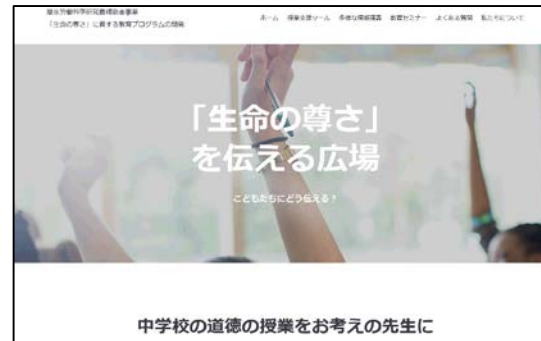 厚生労働科学研究費補助金事業
「生命の尊さ」に資する教育プログラムの開発
ホーム 授業支援ツール 多様な模擬講義 教育セミナー よくある質問 私たちについて
「生命の尊さ」
を伝える広場
こどもたちにどう伝える？
中学校の道徳の授業をお考えの先生に